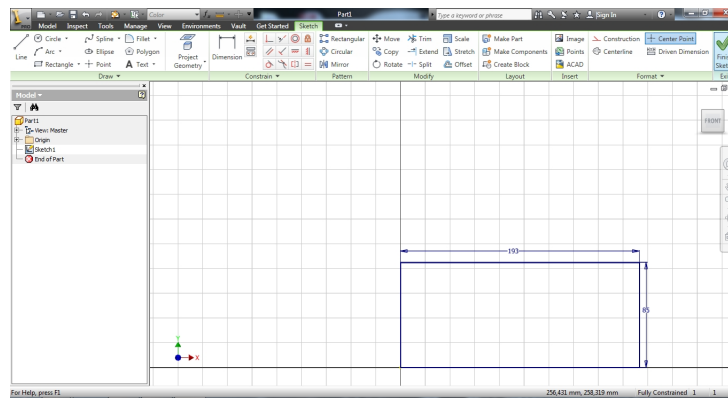 Color
Part1
Type a keyword or phrase
Sign In
PRO
Model Inspect Tools Manage View Environments Vault Get Started Sketch
Line
Circle
Arc
Rectangle
Spline
Ellipse
Point
Fillet
Polygon
Text
Project Geometry
Dimension
Rectangular
Circular
Mirror
Move
Copy
Rotate
Trim
Extend
Split
Scale
Stretch
Offset
Make Part
Make Components
Create Block
Image
Points
ACAD
Construction
Centerline
Center Point
Driven Dimension
Draw
Constrain
Pattern
Modify
Layout
Insert
Format
Model
Part1
View: Master
Origin
Sketch1
End of Part
FRONT
193
85
Y
X
For Help, press F1
256,431 mm, 258,319 mm Fully Constrained 1 1